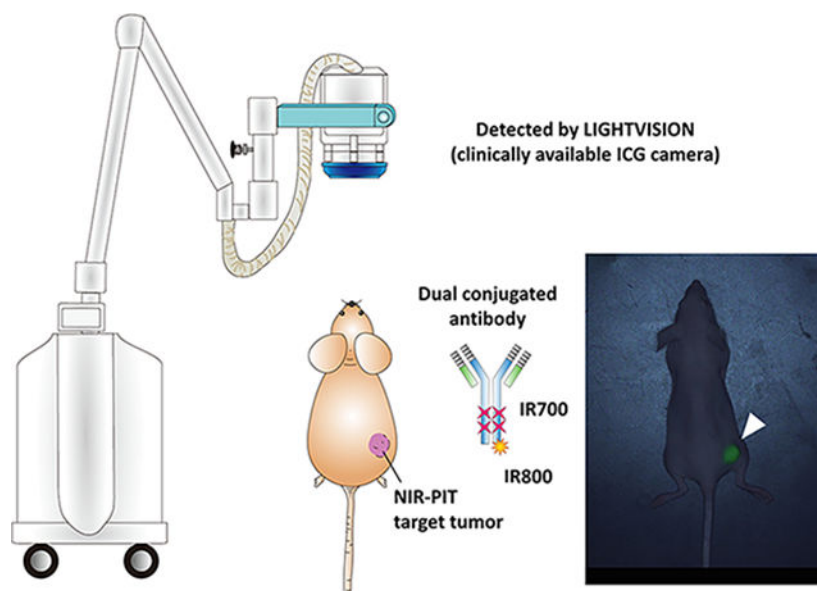 Detected by LIGHTVISION
(clinically available ICG camera)
Dual conjugated
antibody
IR700
IR800
NIR-PIT
target tumor